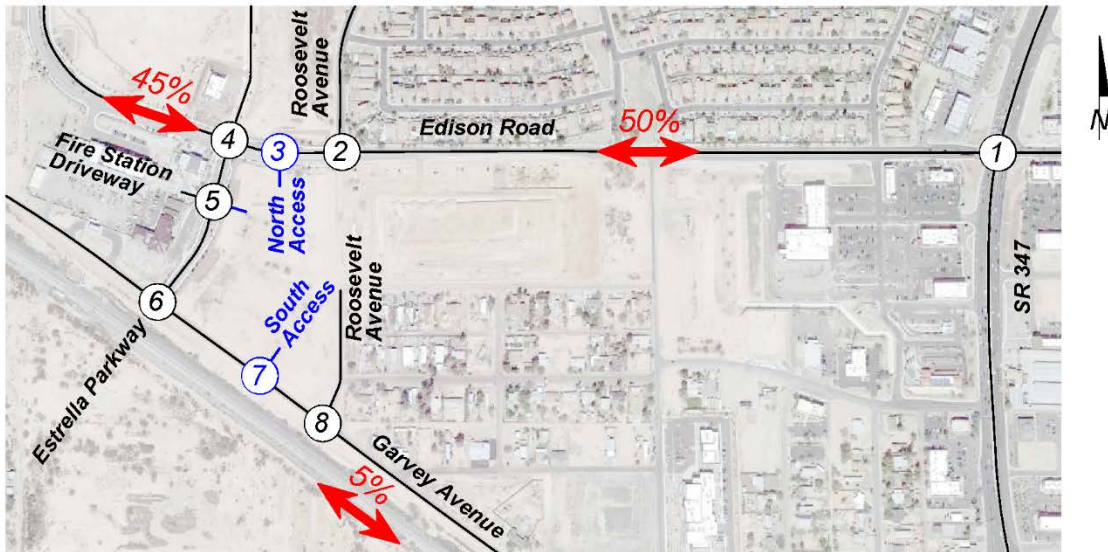 Roosevelt
Avenue
45%
4
3
2
Edison Road
50%
1
N
Fire Station
Driveway
5
North
Access
6
South
Access
Roosevelt
Avenue
SR 347
7
8
Estrella Parkway
Garvey Avenue
5%